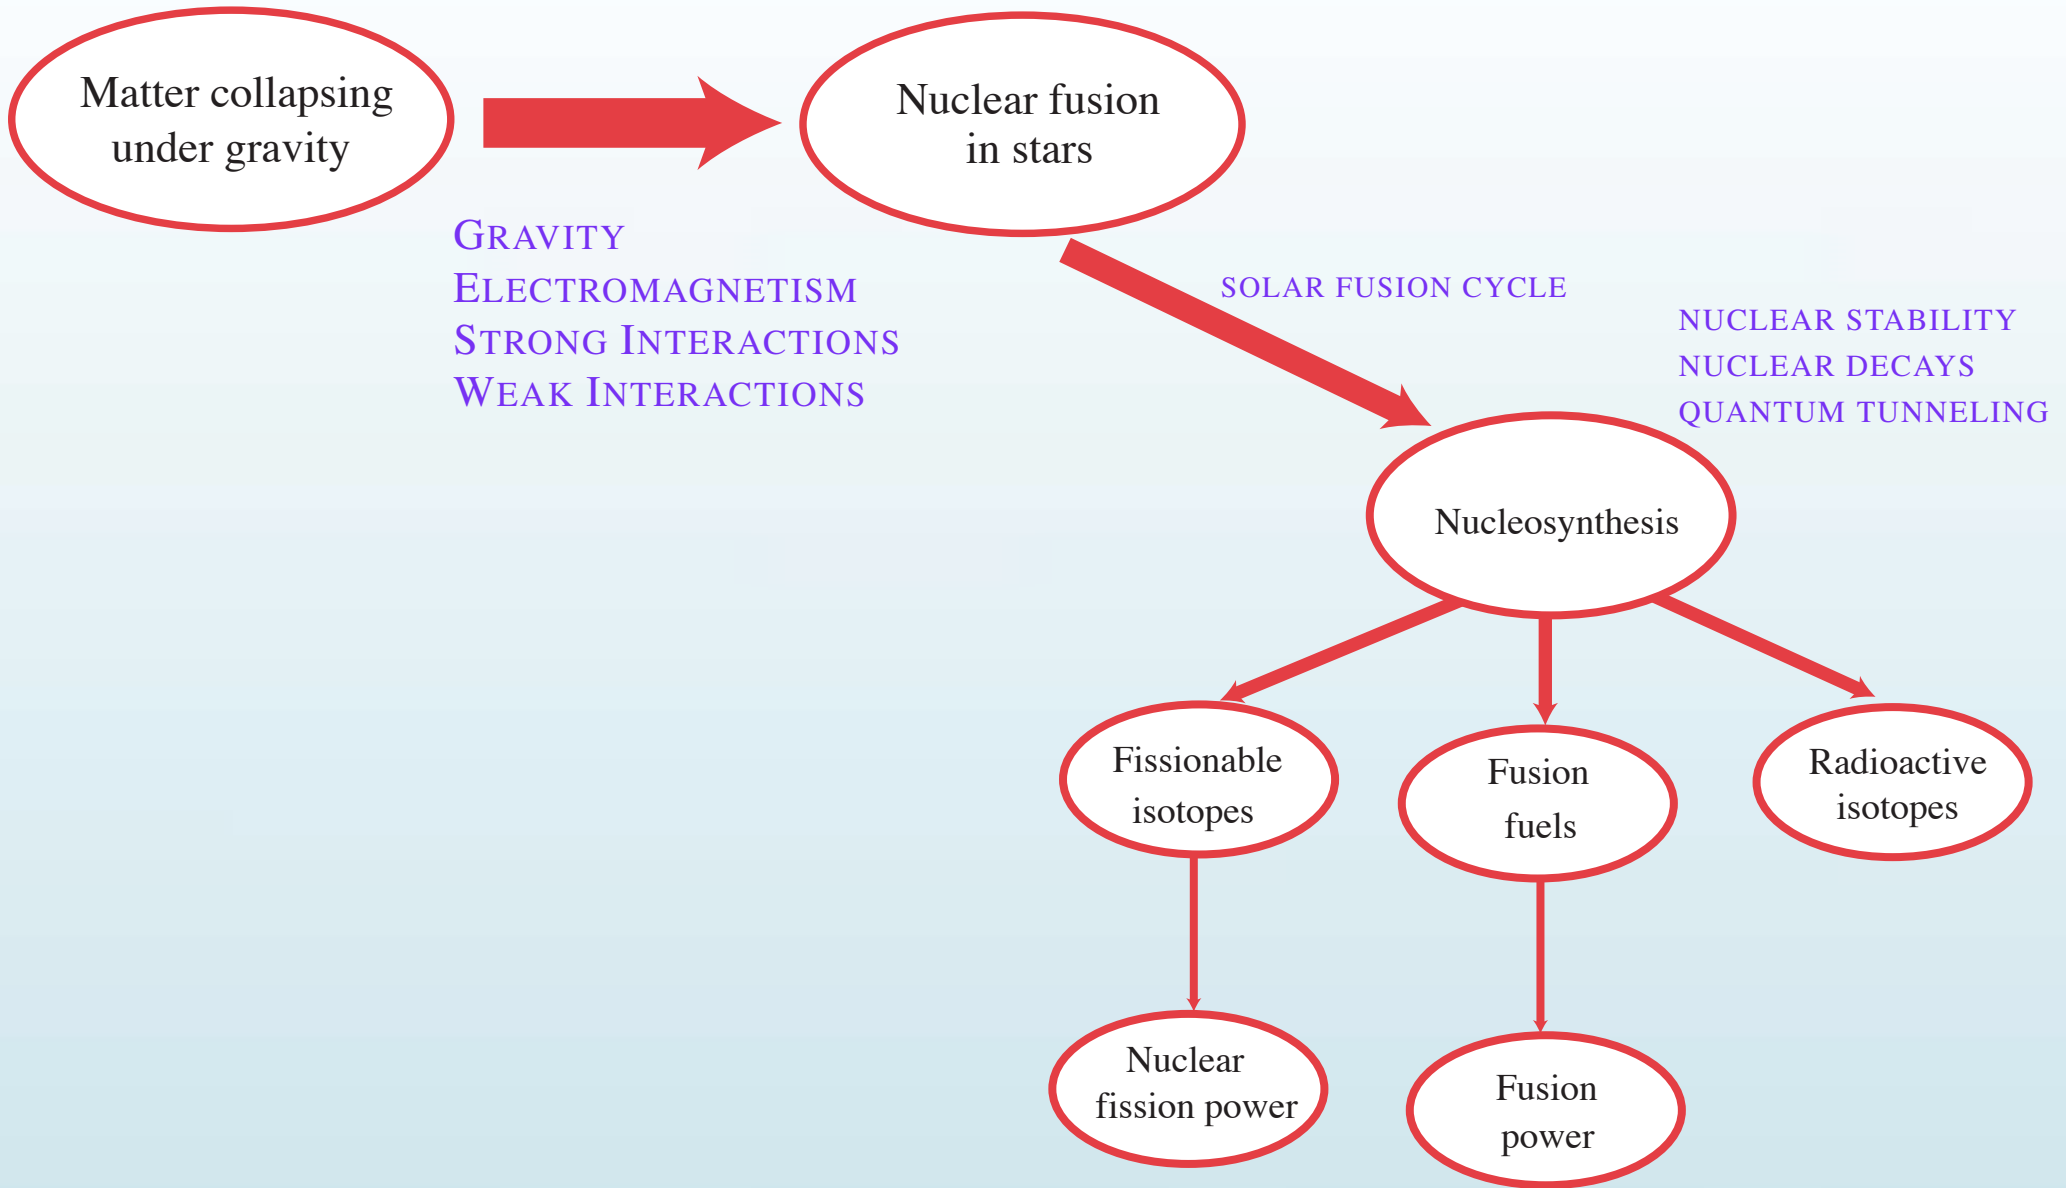 Matter collapsing
under gravity
Nuclear fusion
in stars
GRAVITY
ELECTROMAGNETISM
STRONG INTERACTIONS
WEAK INTERACTIONS
SOLAR FUSION CYCLE
NUCLEAR STABILITY
NUCLEAR DECAYS
QUANTUM TUNNELING
Nucleosynthesis
Fissionable
isotopes
Fusion
fuels
Radioactive
isotopes
Nuclear
fission power
Fusion
power